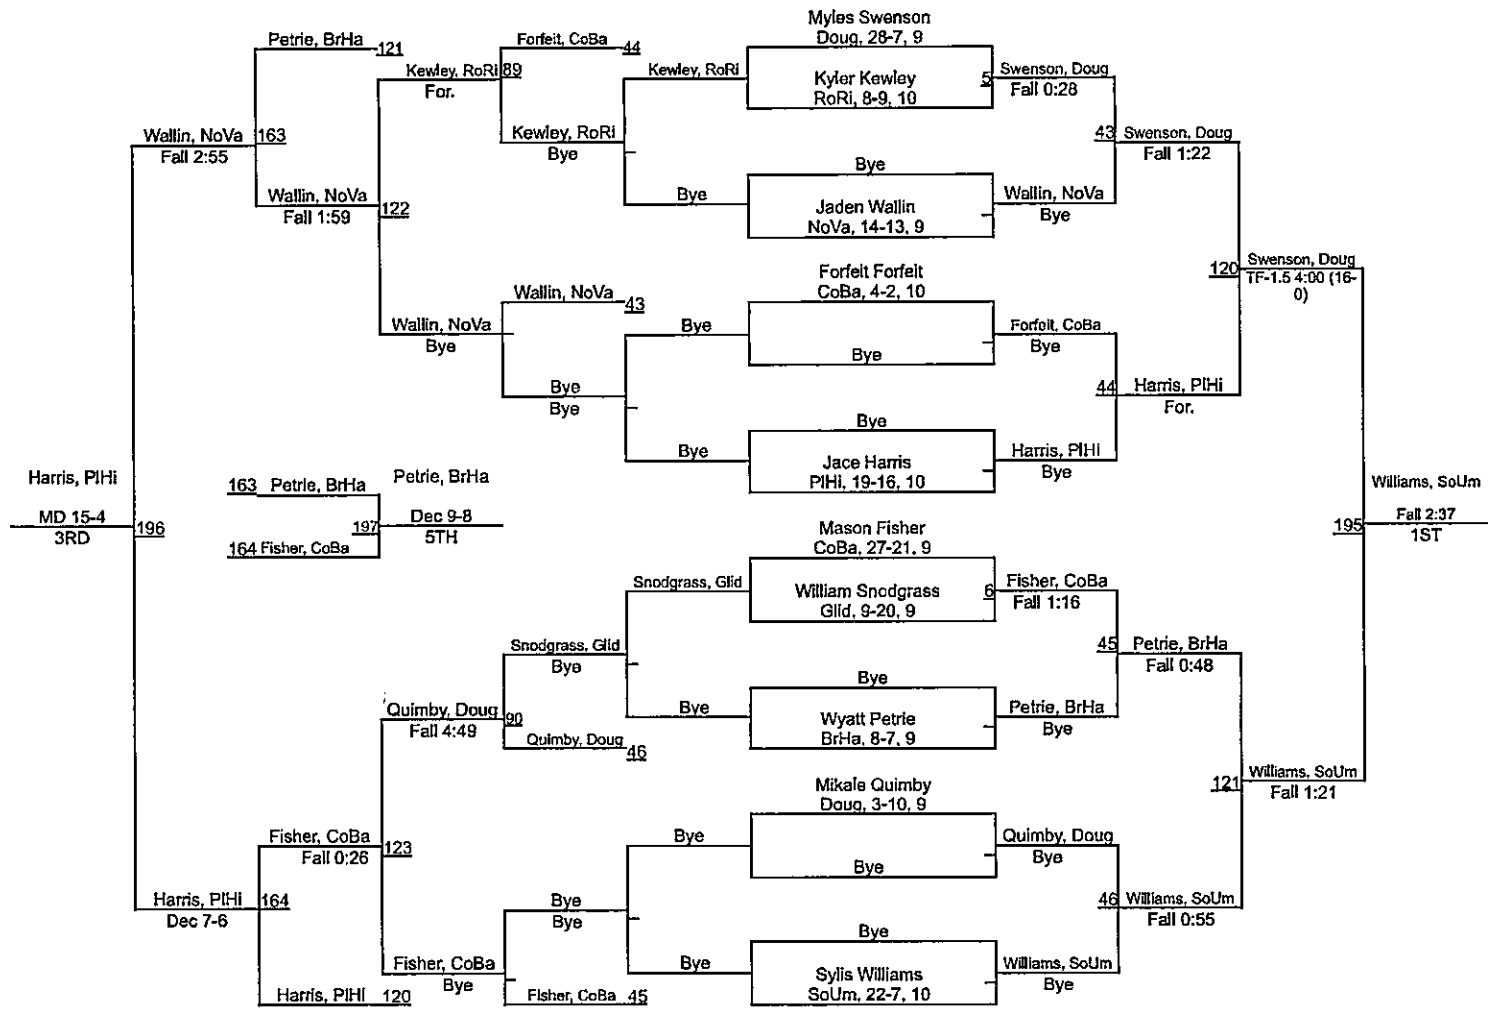 Myles Swenson
Doug, 28-7, 9
Petrie, BrHa
121
Forfeit, CoBa
44
Kewley, RoRi
89
For.
Kewley, RoRi
Kyler Kewley
RoRi, 8-9, 10
5
Swenson, Doug
Fall 0:28
Wallin, NoVa
163
Fall 2:55
Kewley, RoRi
Bye
43
Swenson, Doug
Fall 1:22
Bye
Wallin, NoVa
Fall 1:59
122
Bye
Jaden Wallin
NoVa, 14-13, 9
Wallin, NoVa
Bye
120
Swenson, Doug
TF-1.5 4:00 (16-
0)
Forfeit Forfeit
CoBa, 4-2, 10
Wallin, NoVa
43
Wallin, NoVa
Bye
Bye
Bye
Forfeit, CoBa
Bye
Bye
Bye
44
Harris, PlHi
For.
Bye
Bye
Jace Harris
PlHi, 19-16, 10
Harris, PlHi
Bye
Harris, PlHi
MD 15-4
3RD
196
163
Petrie, BrHa
164
Fisher, CoBa
197
Petrie, BrHa
Dec 9-8
5TH
Williams, SoUm
195
Fall 2:37
1ST
Mason Fisher
CoBa, 27-21, 9
Snodgrass, Glid
William Snodgrass
Glid, 9-20, 9
6
Fisher, CoBa
Fall 1:16
Snodgrass, Glid
Bye
45
Petrie, BrHa
Fall 0:48
Bye
Quimby, Doug
Fall 4:49
90
Quimby, Doug
46
Bye
Wyatt Petrie
BrHa, 8-7, 9
Petrie, BrHa
Bye
121
Williams, SoUm
Fall 1:21
Mikale Quimby
Doug, 3-10, 9
Fisher, CoBa
Fall 0:26
123
Bye
Bye
Quimby, Doug
Bye
Harris, PlHi
Dec 7-6
164
Bye
Bye
46
Williams, SoUm
Fall 0:55
Bye
Fisher, CoBa
Bye
Bye
Sylis Williams
SoUm, 22-7, 10
Williams, SoUm
Bye
Harris, PlHi
120
Fisher, CoBa
45